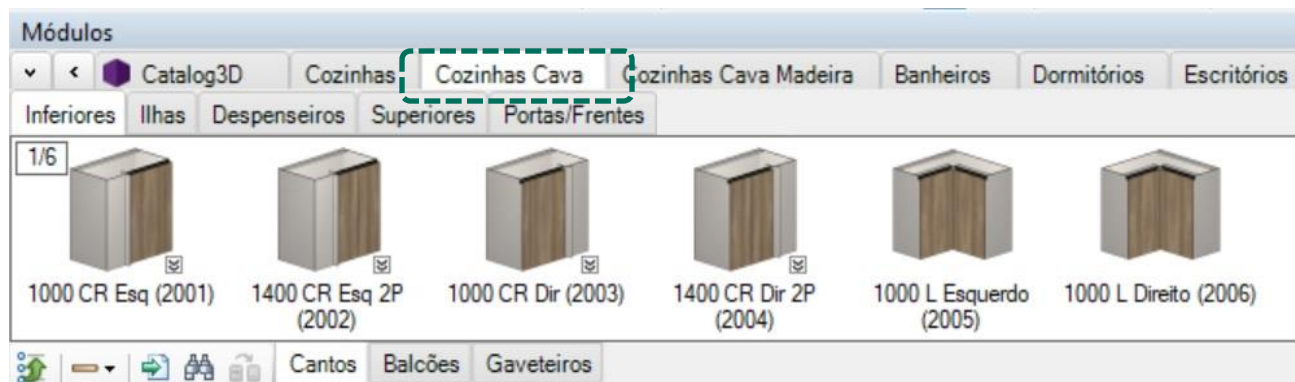 Módulos
Catalog3D Cozinhas Cozinhas Cava Cozinhas Cava Madeira Banheiros Dormitórios Escritórios
Inferiores Ilhas Despenseiros Superiores Portas/Frentes
1/6
1000 CR Esq (2001) 1400 CR Esq 2P (2002) 1000 CR Dir (2003) 1400 CR Dir 2P (2004) 1000 L Esquerdo (2005) 1000 L Direito (2006)
Cantos Balcões Gaveteiros